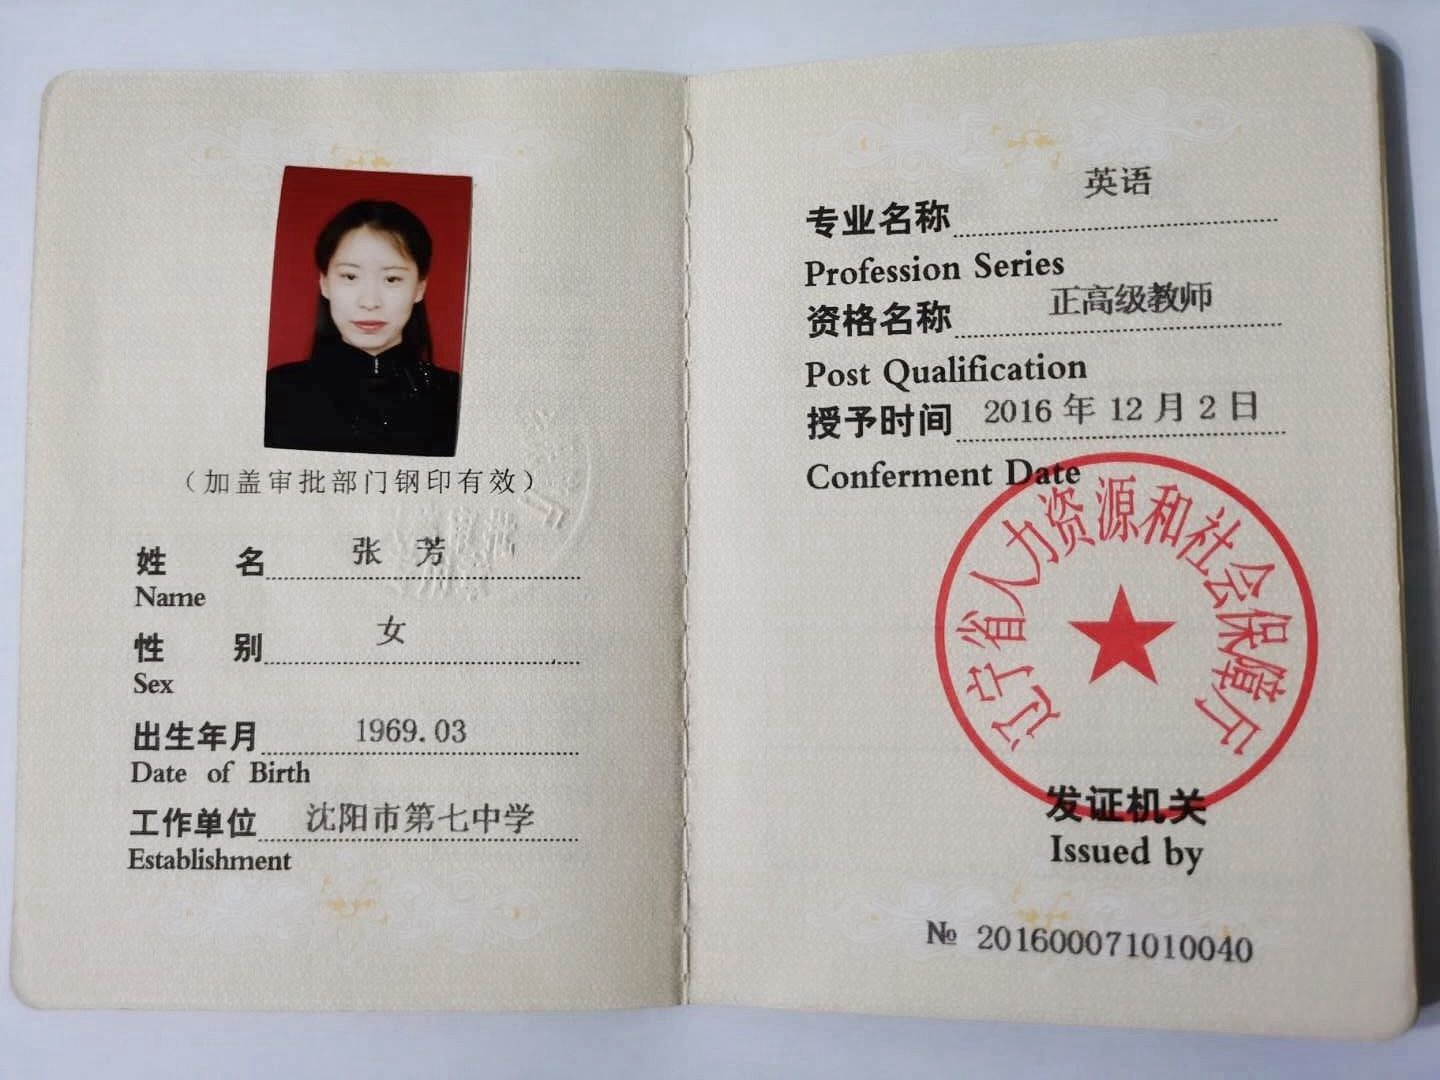 （加盖审批部门钢印有效）
姓 名 张 芳
Name
性 别 女
Sex
出生年月 1969.03
Date of Birth
工作单位 沈阳市第七中学
Establishment
专业名称 英语
Profession Series
资格名称 正高级教师
Post Qualification
授予时间 2016 年 12 月 2 日
Conferment Date
辽宁省人力资源和社会保障厅
发证机关
Issued by
№ 201600071010040